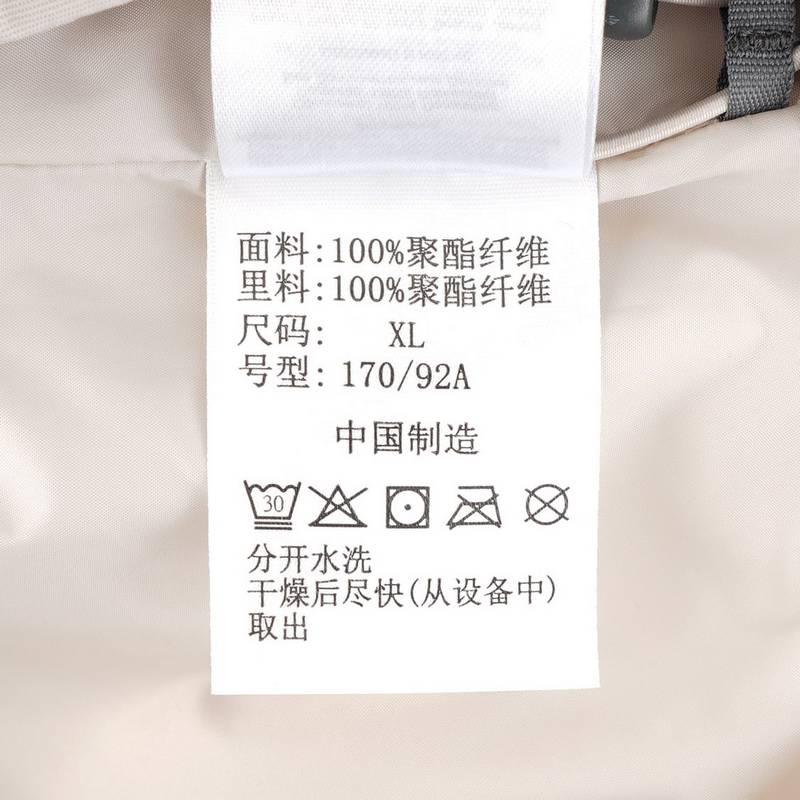 面料:100%聚酯纤维
里料:100%聚酯纤维
尺码: XL
号型: 170/92A
中国制造
30
分开水洗
干燥后尽快(从设备中)
取出